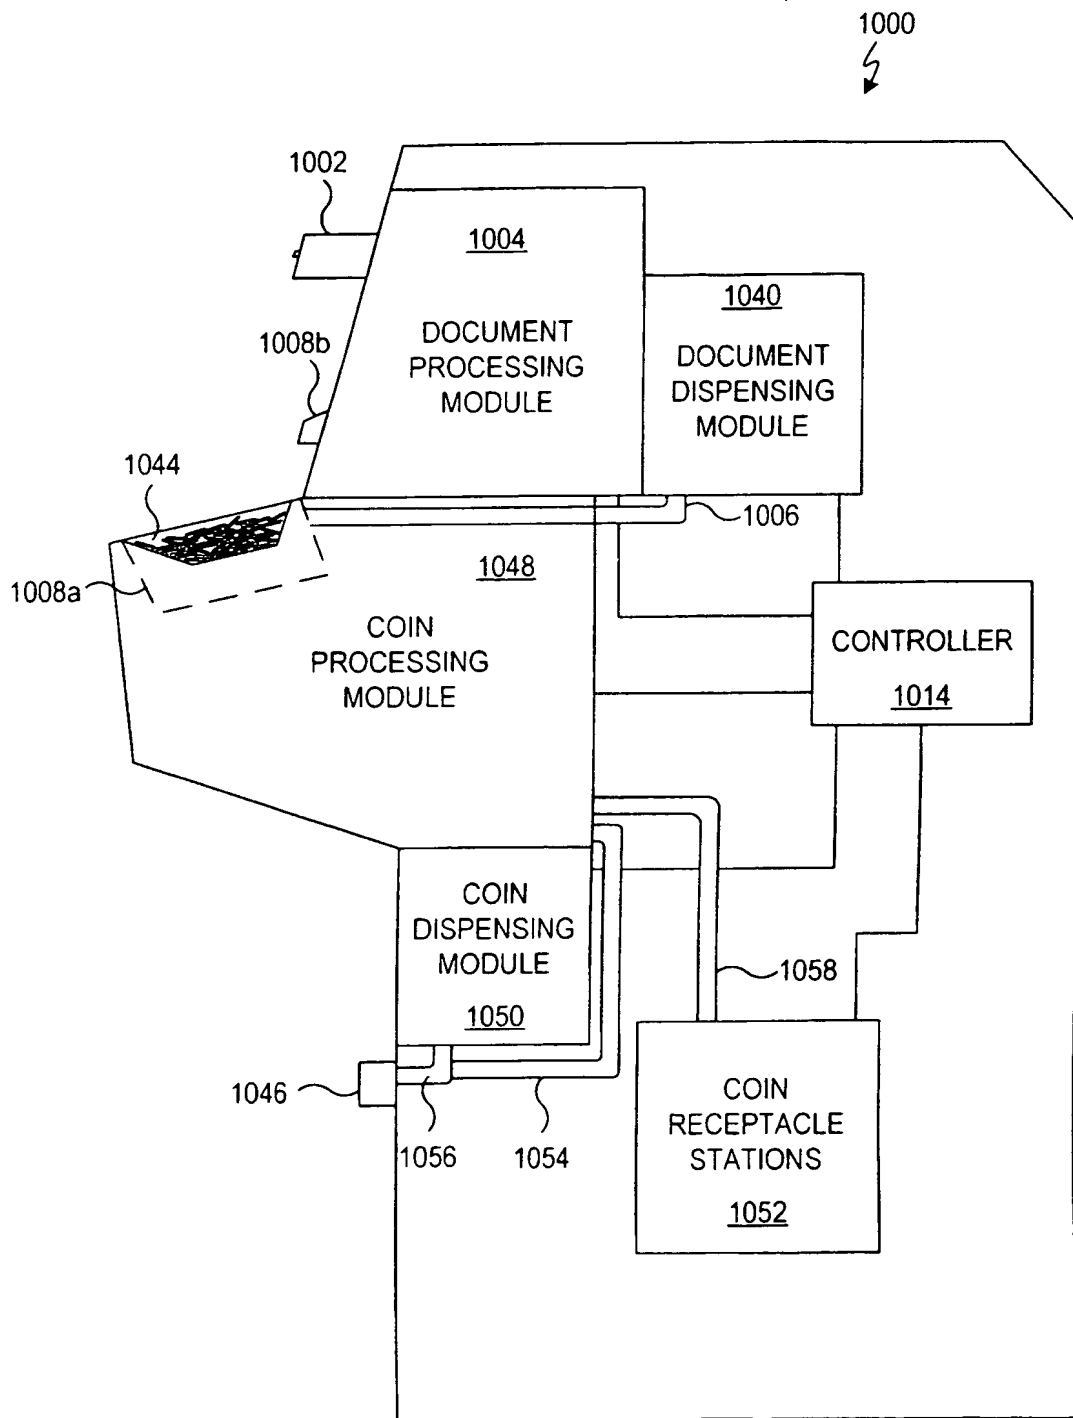 1000
1002
1004
DOCUMENT
PROCESSING
MODULE
1040
DOCUMENT
DISPENSING
MODULE
1008b
1044
1006
1008a
1048
COIN
PROCESSING
MODULE
CONTROLLER
1014
COIN
DISPENSING
MODULE
1050
1058
1046
1056
1054
COIN
RECEPTACLE
STATIONS
1052